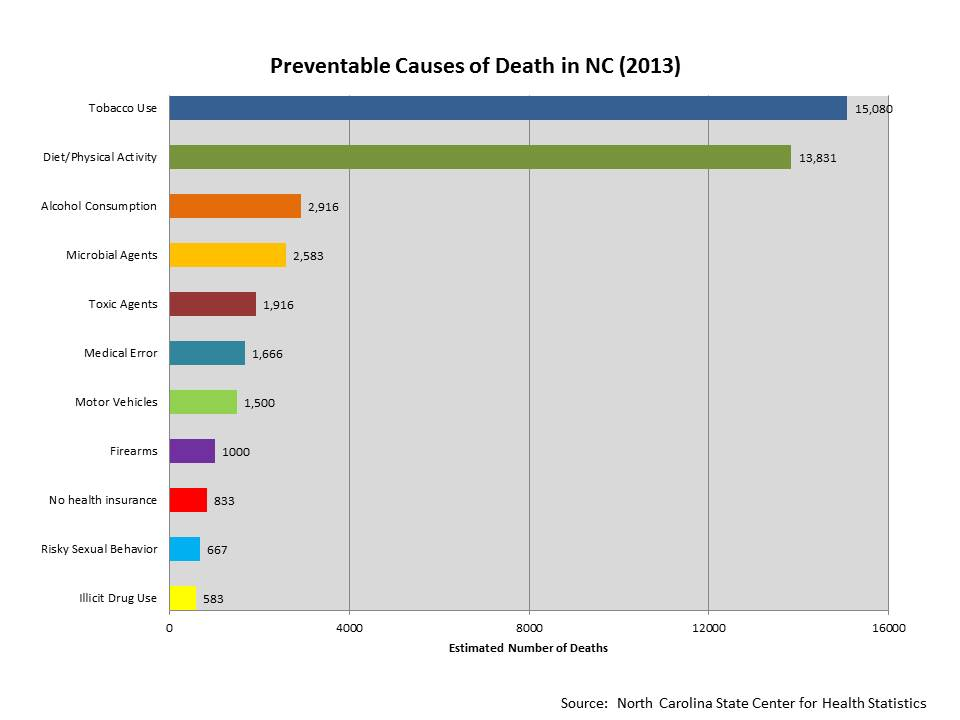 Preventable Causes of Death in NC (2013)
Tobacco Use 15,080
Diet/Physical Activity 13,831
Alcohol Consumption 2,916
Microbial Agents 2,583
Toxic Agents 1,916
Medical Error 1,666
Motor Vehicles 1,500
Firearms 1000
No health insurance 833
Risky Sexual Behavior 667
Illicit Drug Use 583
0 4000 8000 12000 16000
Estimated Number of Deaths
Source: North Carolina State Center for Health Statistics